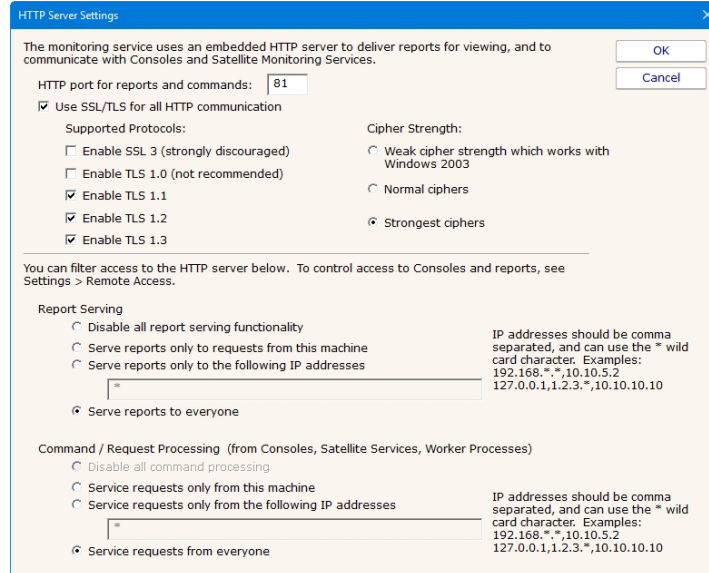 HTTP Server Settings
The monitoring service uses an embedded HTTP server to deliver reports for viewing, and to
communicate with Consoles and Satellite Monitoring Services.
OK
Cancel
HTTP port for reports and commands: 81
Use SSL/TLS for all HTTP communication
Supported Protocols:
Enable SSL 3 (strongly discouraged)
Enable TLS 1.0 (not recommended)
Enable TLS 1.1
Enable TLS 1.2
Enable TLS 1.3
Cipher Strength:
Weak cipher strength which works with
Windows 2003
Normal ciphers
Strongest ciphers
You can filter access to the HTTP server below. To control access to Consoles and reports, see
Settings > Remote Access.
Report Serving
Disable all report serving functionality
Serve reports only to requests from this machine
Serve reports only to the following IP addresses
*
Serve reports to everyone
IP addresses should be comma
separated, and can use the * wild
card character. Examples:
192.168.*.*,10.10.5.2
127.0.0.1,1.2.3.*,10.10.10.10
Command / Request Processing (from Consoles, Satellite Services, Worker Processes)
Disable all command processing
Service requests only from this machine
Service requests only from the following IP addresses
*
Service requests from everyone
IP addresses should be comma
separated, and can use the * wild
card character. Examples:
192.168.*.*,10.10.5.2
127.0.0.1,1.2.3.*,10.10.10.10